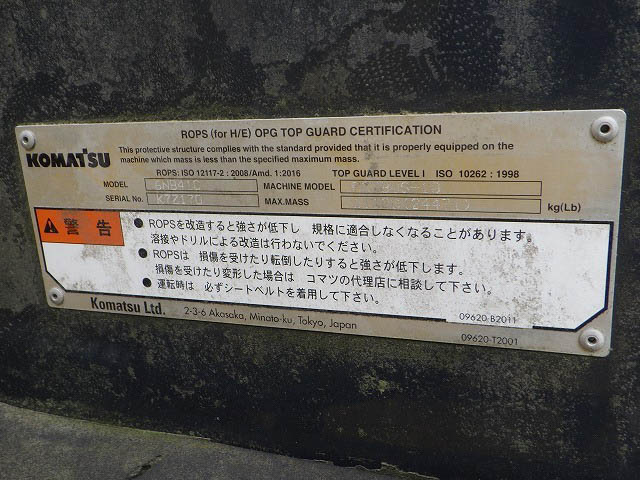 ROPS (for H/E) OPG TOP GUARD CERTIFICATION
KOMATSU
This protective structure complies with the standard provided that it is properly equipped on the
machine which mass is less than the specified maximum mass.
ROPS: ISO 12117-2 : 2008/Amd. 1:2016 TOP GUARD LEVEL I ISO 10262 : 1998
MODEL MACHINE MODEL
SERIAL No. MAX.MASS kg(Lb)
警告
● ROPSを改造すると強さが低下し 規格に適合しなくなることがあります。
溶接やドリルによる改造は行わないでください。
● ROPSは 損傷を受けたり転倒したりすると強さが低下します。
損傷を受けたり変形した場合は コマツの代理店に相談して下さい。
● 運転時は 必ずシートベルトを着用して下さい。
09620-B2011
Komatsu Ltd. 2-3-6 Akasaka, Minato-ku, Tokyo, Japan
09620-T2001